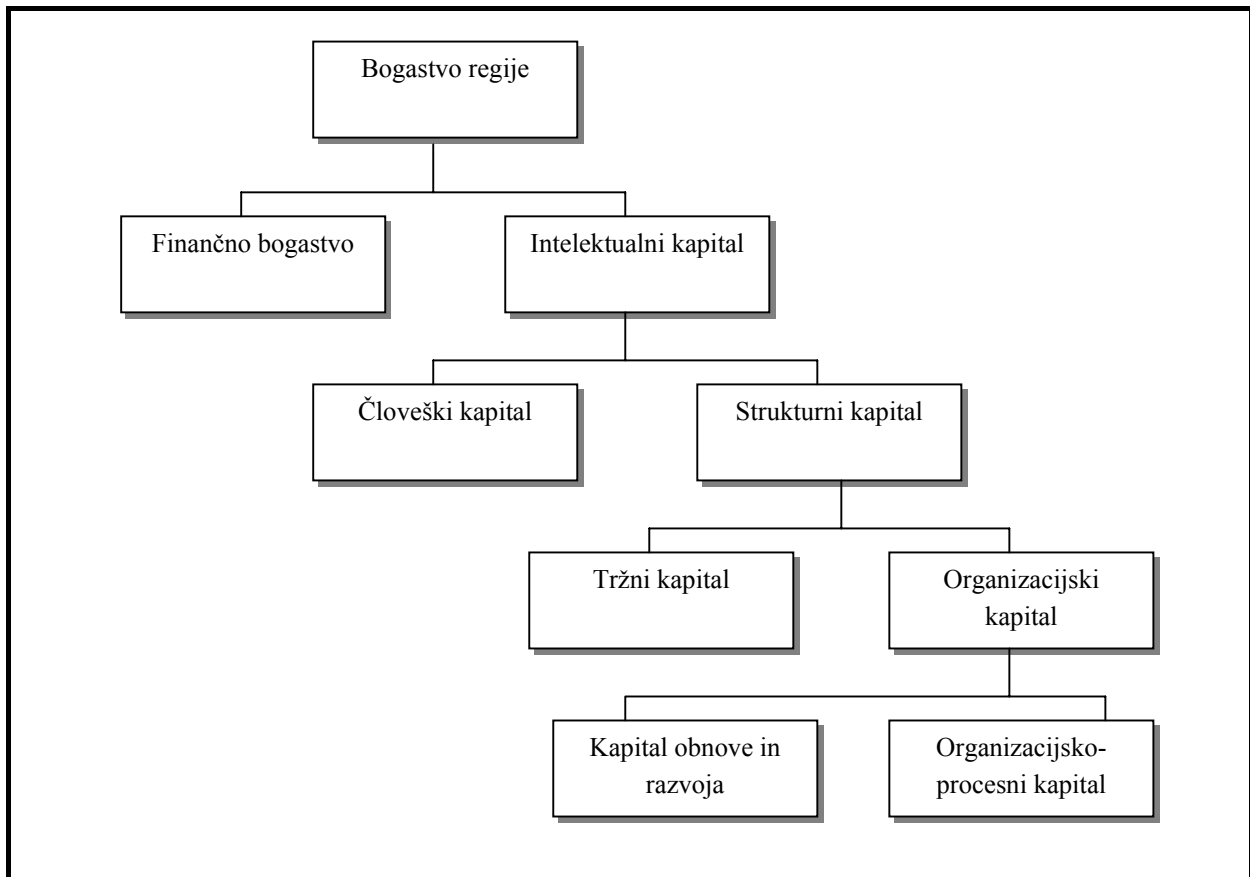 Bogastvo regije
Finančno bogastvo
Intelektualni kapital
Človeški kapital
Strukturni kapital
Tržni kapital
Organizacijski
kapital
Kapital obnove in
razvoja
Organizacijsko-
procesni kapital